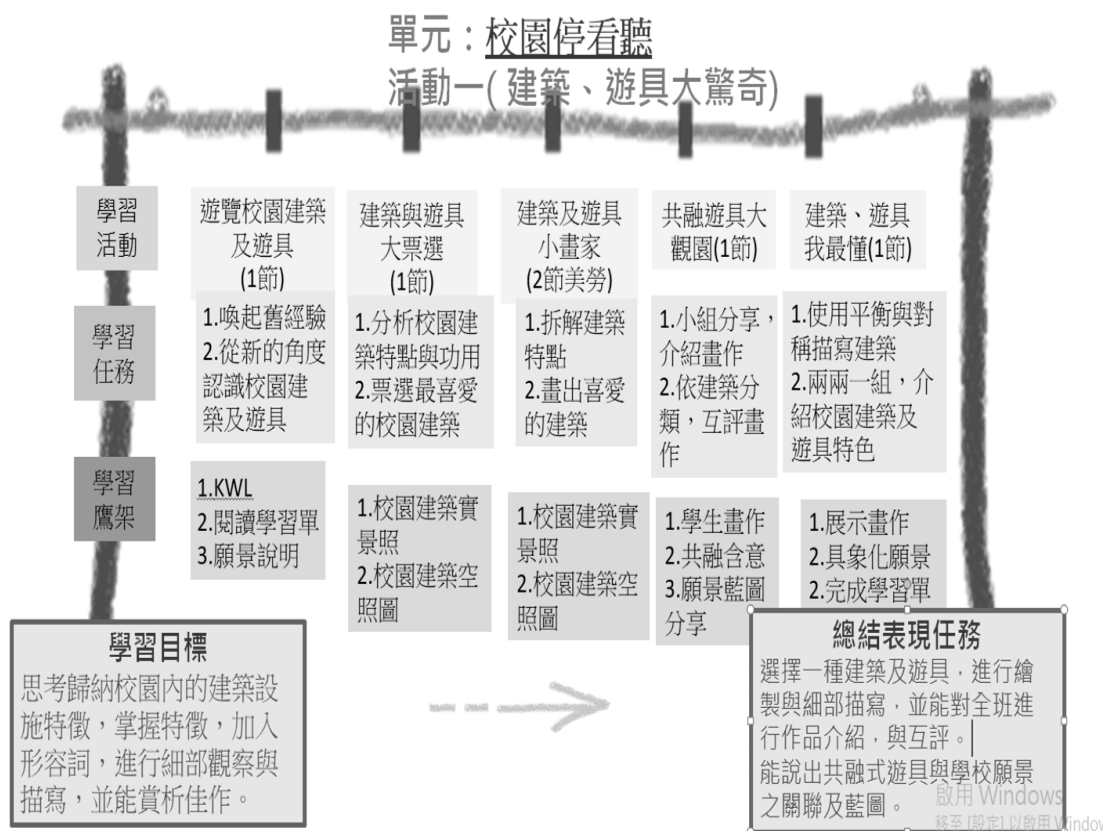 單元：校園停看聽
活動一( 建築、遊具大驚奇)
學習
活動
遊覽校園建築
及遊具
(1節)
建築與遊具
大票選
(1節)
建築及遊具
小畫家
(2節美勞)
共融遊具大
觀園(1節)
建築、遊具
我最懂(1節)
學習
任務
1.喚起舊經驗
2.從新的角度
認識校園建
築及遊具
1.分析校園建
築特點與功用
2.票選最喜愛
的校園建築
1.拆解建築
特點
2.畫出喜愛
的建築
1.小組分享，
介紹畫作
2.依建築分
類，互評畫
作
1.使用平衡與對
稱描寫建築
2.兩兩一組，介
紹校園建築及
遊具特色
學習
鷹架
1.KWL
2.閱讀學習單
3.願景說明
1.校園建築實
景照
2.校園建築空
照圖
1.校園建築實
景照
2.校園建築空
照圖
1.學生畫作
2.共融含意
3.願景藍圖
分享
1.展示畫作
2.具象化願景
2.完成學習單
學習目標
思考歸納校園內的建築設
施特徵，掌握特徵，加入
形容詞，進行細部觀察與
描寫，並能賞析佳作。
總結表現任務
選擇一種建築及遊具，進行繪
製與細部描寫，並能對全班進
行作品介紹，與互評。
能說出共融式遊具與學校願景
之關聯及藍圖。
啟用 Windows
移至 [設定] 以啟用 Window